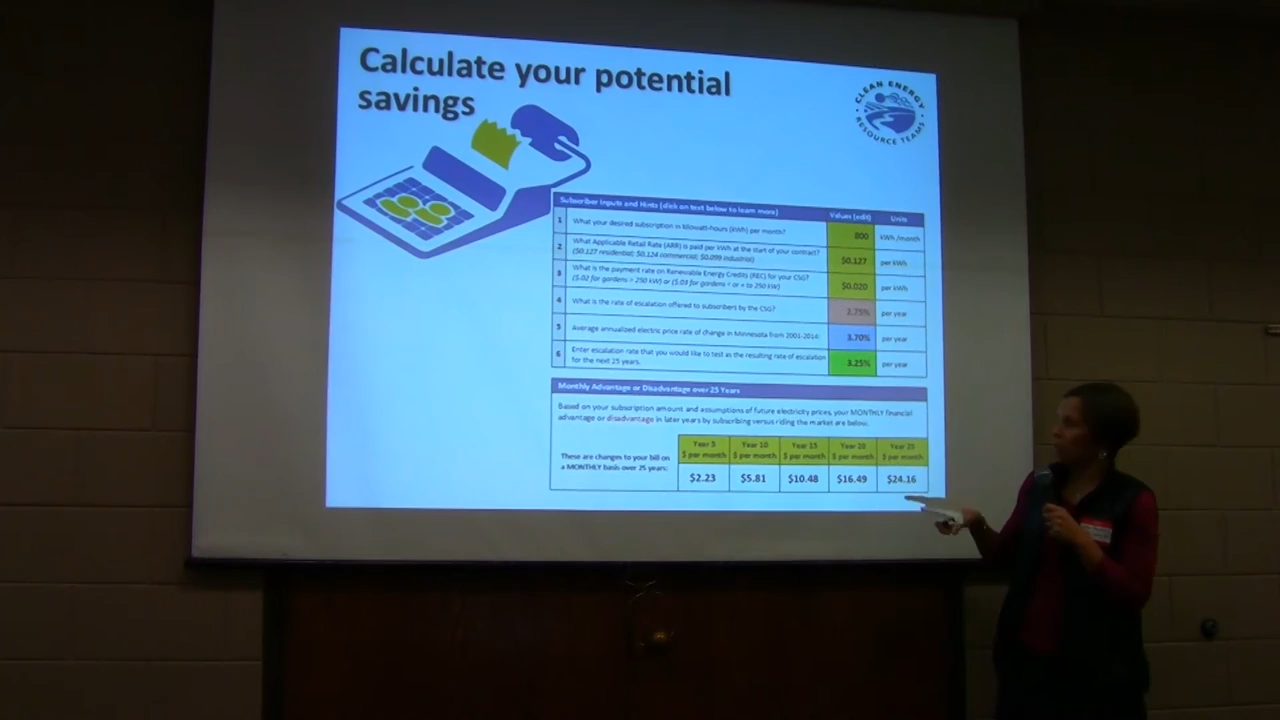 Calculate your potential
savings
CLEAN ENERGY
RESOURCE TEAMS
Subscriber Inputs and Hints (click on text below to learn more) Values (edit) Units
1 What your desired subscription in kilowatt-hours (kWh) per month? 800 kWh /month
2 What Applicable Retail Rate (ARR) is paid per kWh at the start of your contract?
($0.127 residential; $0.124 commercial; $0.099 industrial) $0.127 per kWh
3 What is the payment rate on Renewable Energy Credits (REC) for your CSG?
($.02 for gardens > 250 kW) or ($.03 for gardens < or = to 250 kW) $0.020 per kWh
4 What is the rate of escalation offered to subscribers by the CSG? 2.75% per year
5 Average annualized electric price rate of change in Minnesota from 2001-2014: 3.70% per year
6 Enter escalation rate that you would like to test as the resulting rate of escalation
for the next 25 years. 3.25% per year
Monthly Advantage or Disadvantage over 25 Years
Based on your subscription amount and assumptions of future electricity prices, your MONTHLY financial
advantage or disadvantage in later years by subscribing versus riding the market are below.
These are changes to your bill on
a MONTHLY basis over 25 years:
Year 5 Year 10 Year 15 Year 20 Year 25
$ per month $ per month $ per month $ per month $ per month
$2.23 $5.81 $10.48 $16.49 $24.16